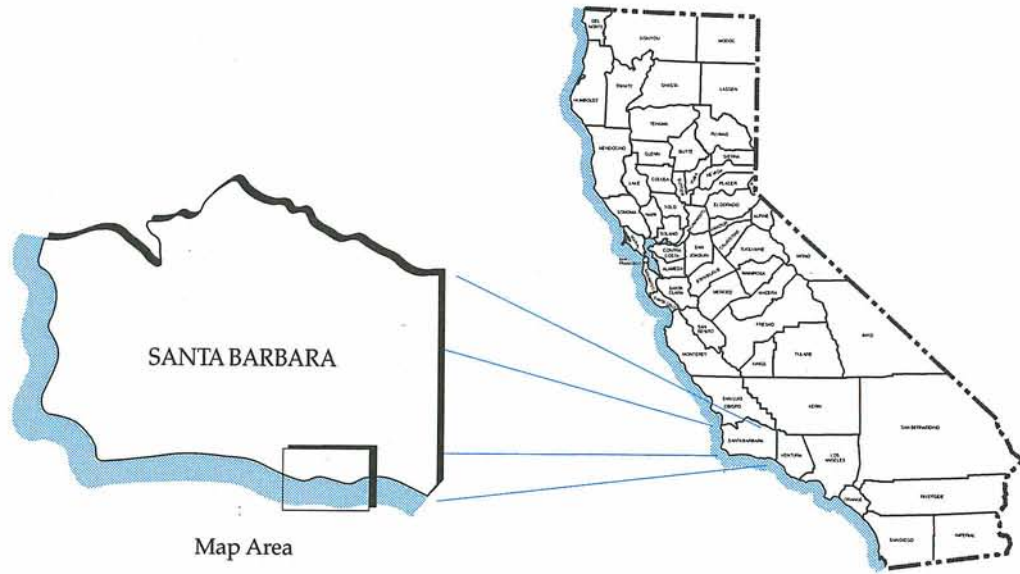 DEL
NORTE
SISKIYOU
MODOC
HUMBOLDT
TRINITY
SHASTA
LASSEN
TEHAMA
PLUMAS
MENDOCINO
GLENN
BUTTE
SIERRA
LAKE
COLUSA
NEVADA
PLACER
SONOMA
NAPA
YOLO
EL DORADO
ALPINE
SOLANO
CONTRA
COSTA
SAN
JOAQUIN
TUOLUMNE
MONO
ALAMEDA
STANISLAUS
MARIPOSA
SANTA
CLARA
MERCED
MADERA
SAN
BENITO
FRESNO
INYO
MONTEREY
KINGS
TULARE
SAN LUIS
OBISPO
KERN
SAN BERNARDINO
SANTA BARBARA
VENTURA
LOS
ANGELES
ORANGE
RIVERSIDE
SAN DIEGO
IMPERIAL
SANTA BARBARA
Map Area